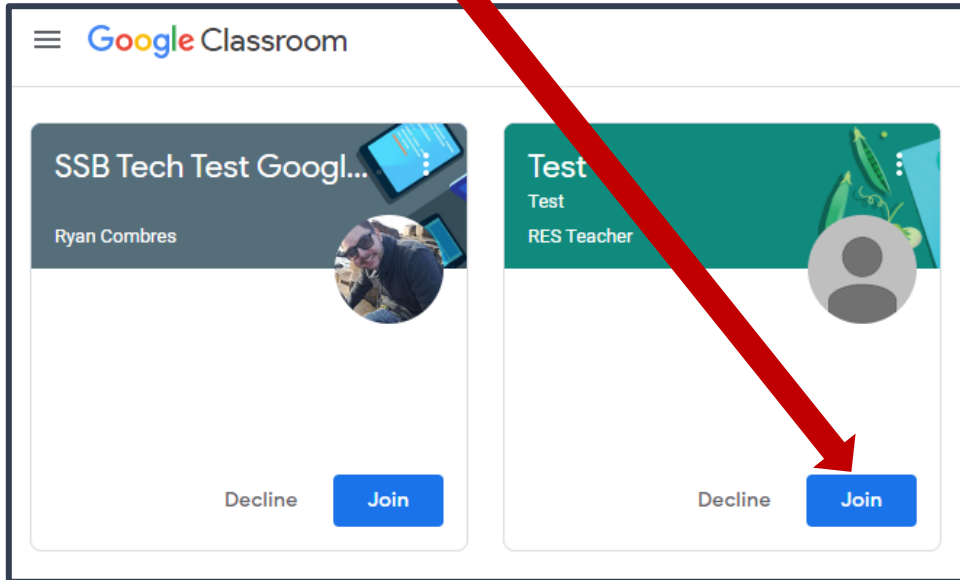 Google Classroom
SSB Tech Test Googl...
Ryan Combres
Decline
Join
Test
Test
RES Teacher
Decline
Join